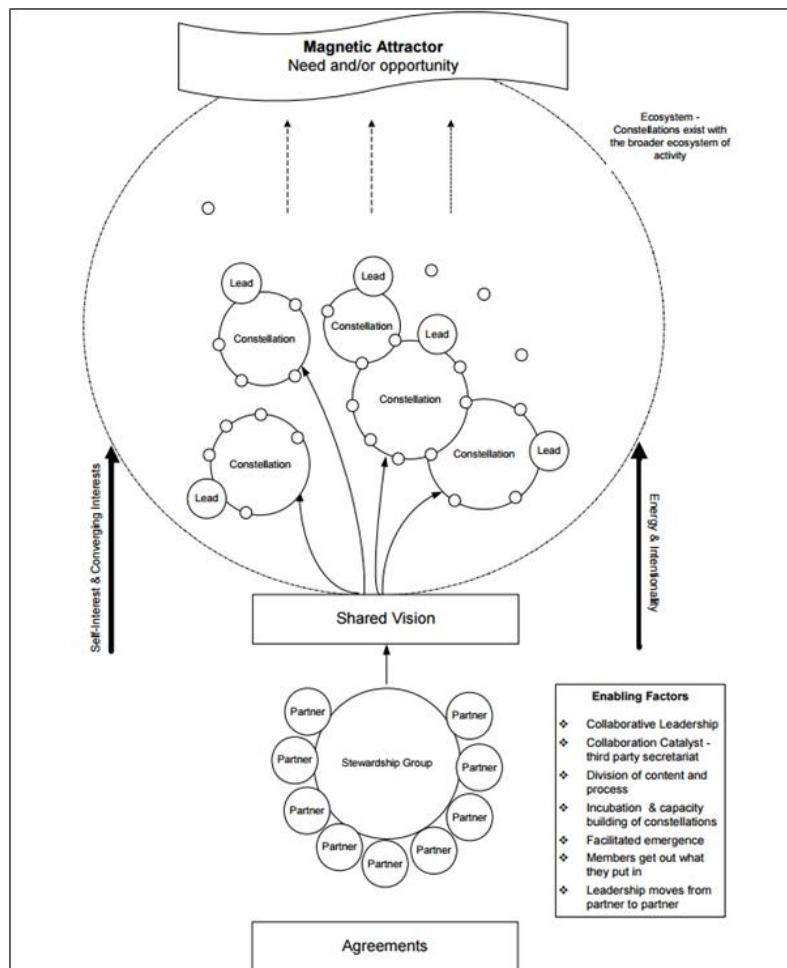 Magnetic Attractor
Need and/or opportunity
Ecosystem -
Constellations exist with
the broader ecosystem of
activity
Lead
Constellation
Lead
Constellation
Lead
Constellation
Constellation
Lead
Constellation
Lead
Self-Interest & Converging Interests
Energy & Intentionality
Shared Vision
Partner
Partner
Partner
Partner
Partner
Partner
Partner
Partner
Partner
Stewardship Group
Enabling Factors
❖ Collaborative Leadership
❖ Collaboration Catalyst -
third party secretariat
❖ Division of content and
process
❖ Incubation & capacity
building of constellations
❖ Facilitated emergence
❖ Members get out what
they put in
❖ Leadership moves from
partner to partner
Agreements